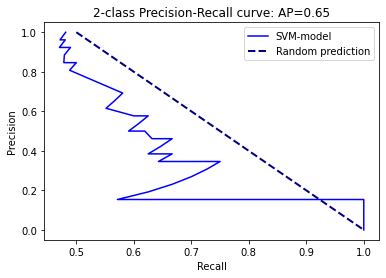 2-class Precision-Recall curve: AP=0.65
SVM-model
Random prediction
Precision
1.0
0.8
0.6
0.4
0.2
0.0
0.5
0.6
0.7
0.8
0.9
1.0
Recall